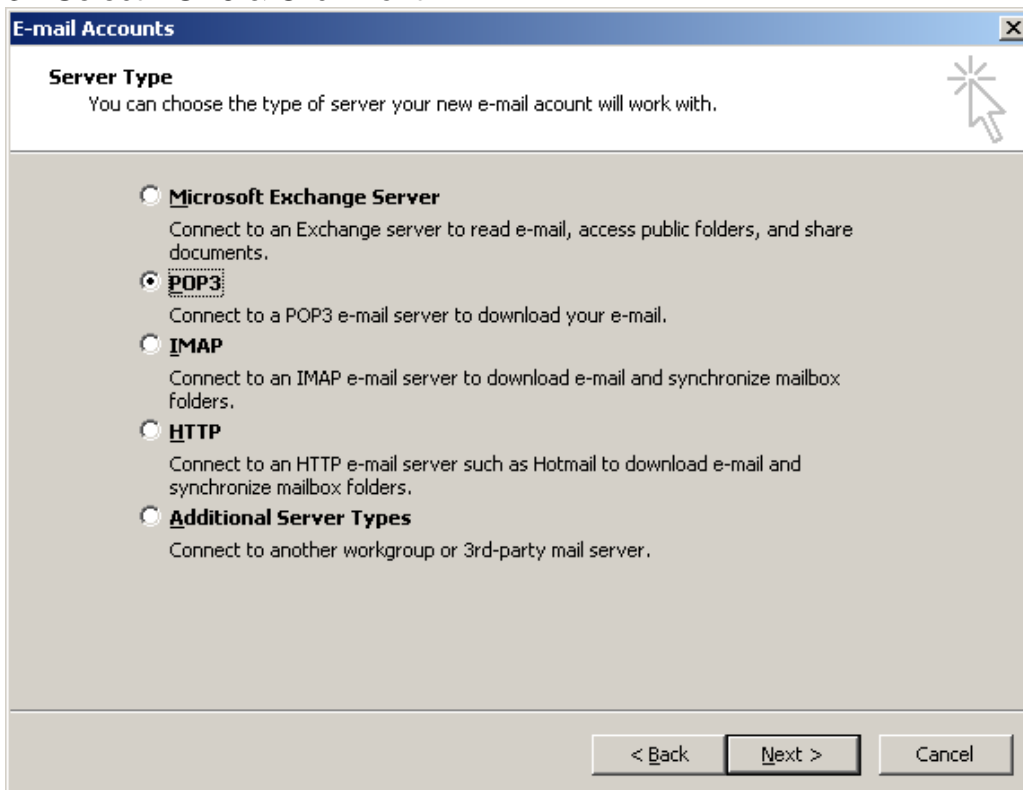 E-mail Accounts
Server Type
You can choose the type of server your new e-mail acount will work with.
Microsoft Exchange Server
Connect to an Exchange server to read e-mail, access public folders, and share
documents.
POP3
Connect to a POP3 e-mail server to download your e-mail.
IMAP
Connect to an IMAP e-mail server to download e-mail and synchronize mailbox
folders.
HTTP
Connect to an HTTP e-mail server such as Hotmail to download e-mail and
synchronize mailbox folders.
Additional Server Types
Connect to another workgroup or 3rd-party mail server.
< Back Next > Cancel